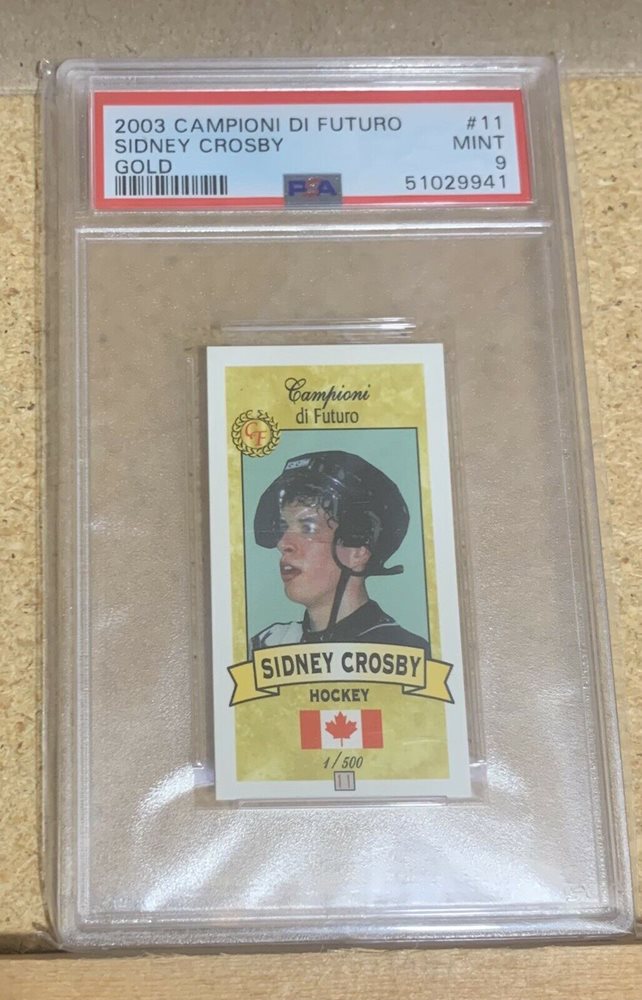 2003 CAMPIONI DI FUTURO #11
SIDNEY CROSBY MINT
GOLD 9
PSA 51029941
Campioni
di Futuro
CF
SIDNEY CROSBY
HOCKEY
1/500
11